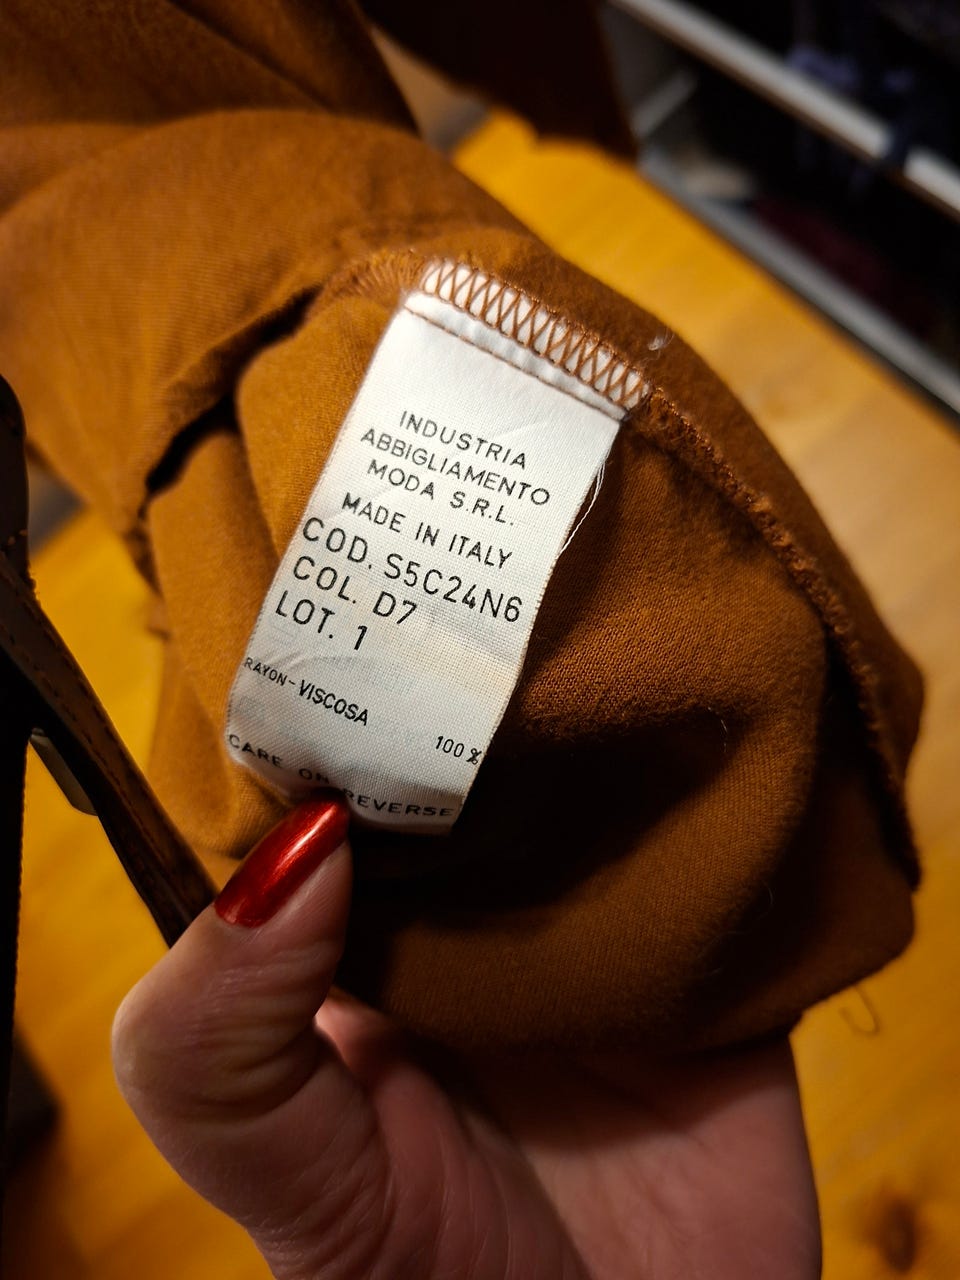 INDUSTRIA
ABBIGLIAMENTO
MODA S.R.L.
MADE IN ITALY
COD. S5C24N6
COL. D7
LOT. 1
RAYON-VISCOSA
100 %
CARE ON REVERSE